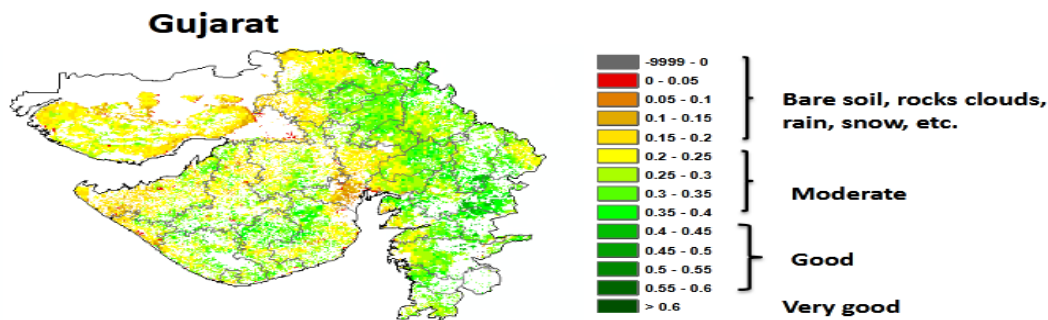 Gujarat
-9999 - 0
0 - 0.05
0.05 - 0.1
0.1 - 0.15
0.15 - 0.2
0.2 - 0.25
0.25 - 0.3
0.3 - 0.35
0.35 - 0.4
0.4 - 0.45
0.45 - 0.5
0.5 - 0.55
0.55 - 0.6
> 0.6
Bare soil, rocks clouds,
rain, snow, etc.
Moderate
Good
Very good